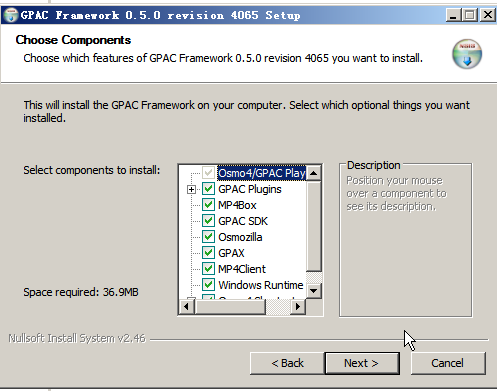 GPAC Framework 0.5.0 revision 4065 Setup
Choose Components
Choose which features of GPAC Framework 0.5.0 revision 4065 you want to install.
This will install the GPAC Framework on your computer. Select which optional things you want
installed.
Select components to install:
Osmo4/GPAC Play
GPAC Plugins
MP4Box
GPAC SDK
Osmozilla
GPAX
MP4Client
Windows Runtime
Description
Position your mouse
over a component to
see its description.
Space required: 36.9MB
Nullsoft Install System v2.46
< Back
Next >
Cancel